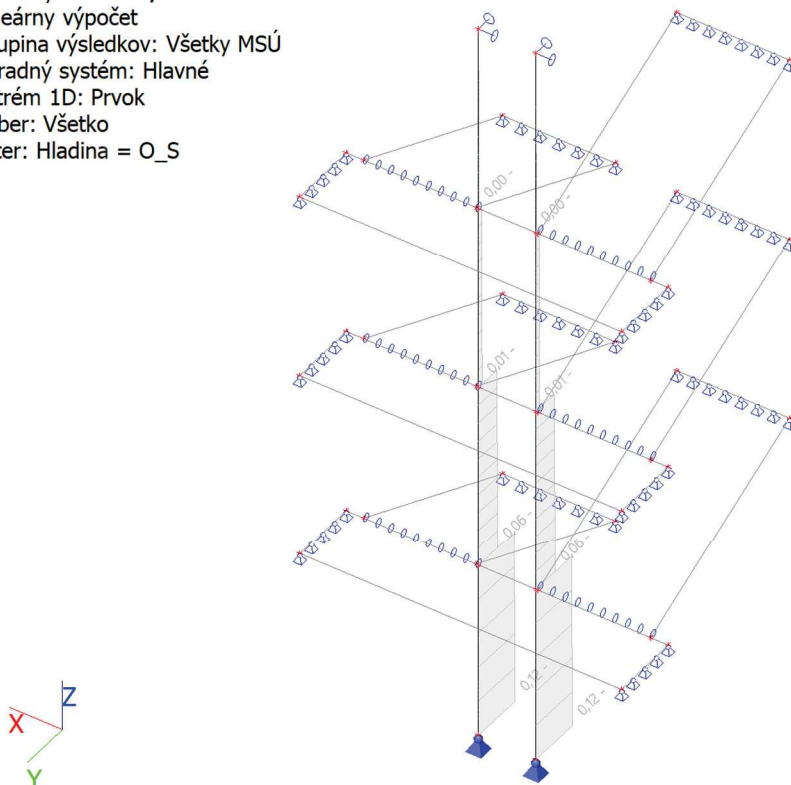 eárny výpočet
upina výsledkov: Všetky MSÚ
radný systém: Hlavné
trém 1D: Prvok
ber: Všetko
ter: Hladina = O_S
0,00 -
0,00 -
0,01 -
0,01 -
0,06 -
0,06 -
0,12 -
0,12 -
Z
X
Y